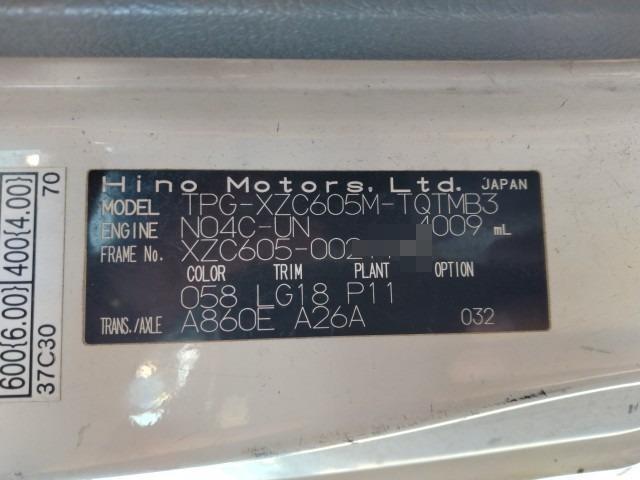 Hino Motors, Ltd. JAPAN
MODEL TPG-XZC605M-TQTMB3
ENGINE N04C-UN 4009 mL
FRAME No. XZC605-002
COLOR TRIM PLANT OPTION
058 LG18 P11
TRANS./AXLE A860E A26A 032
600{6.00} 400{4.00}
37C30 70